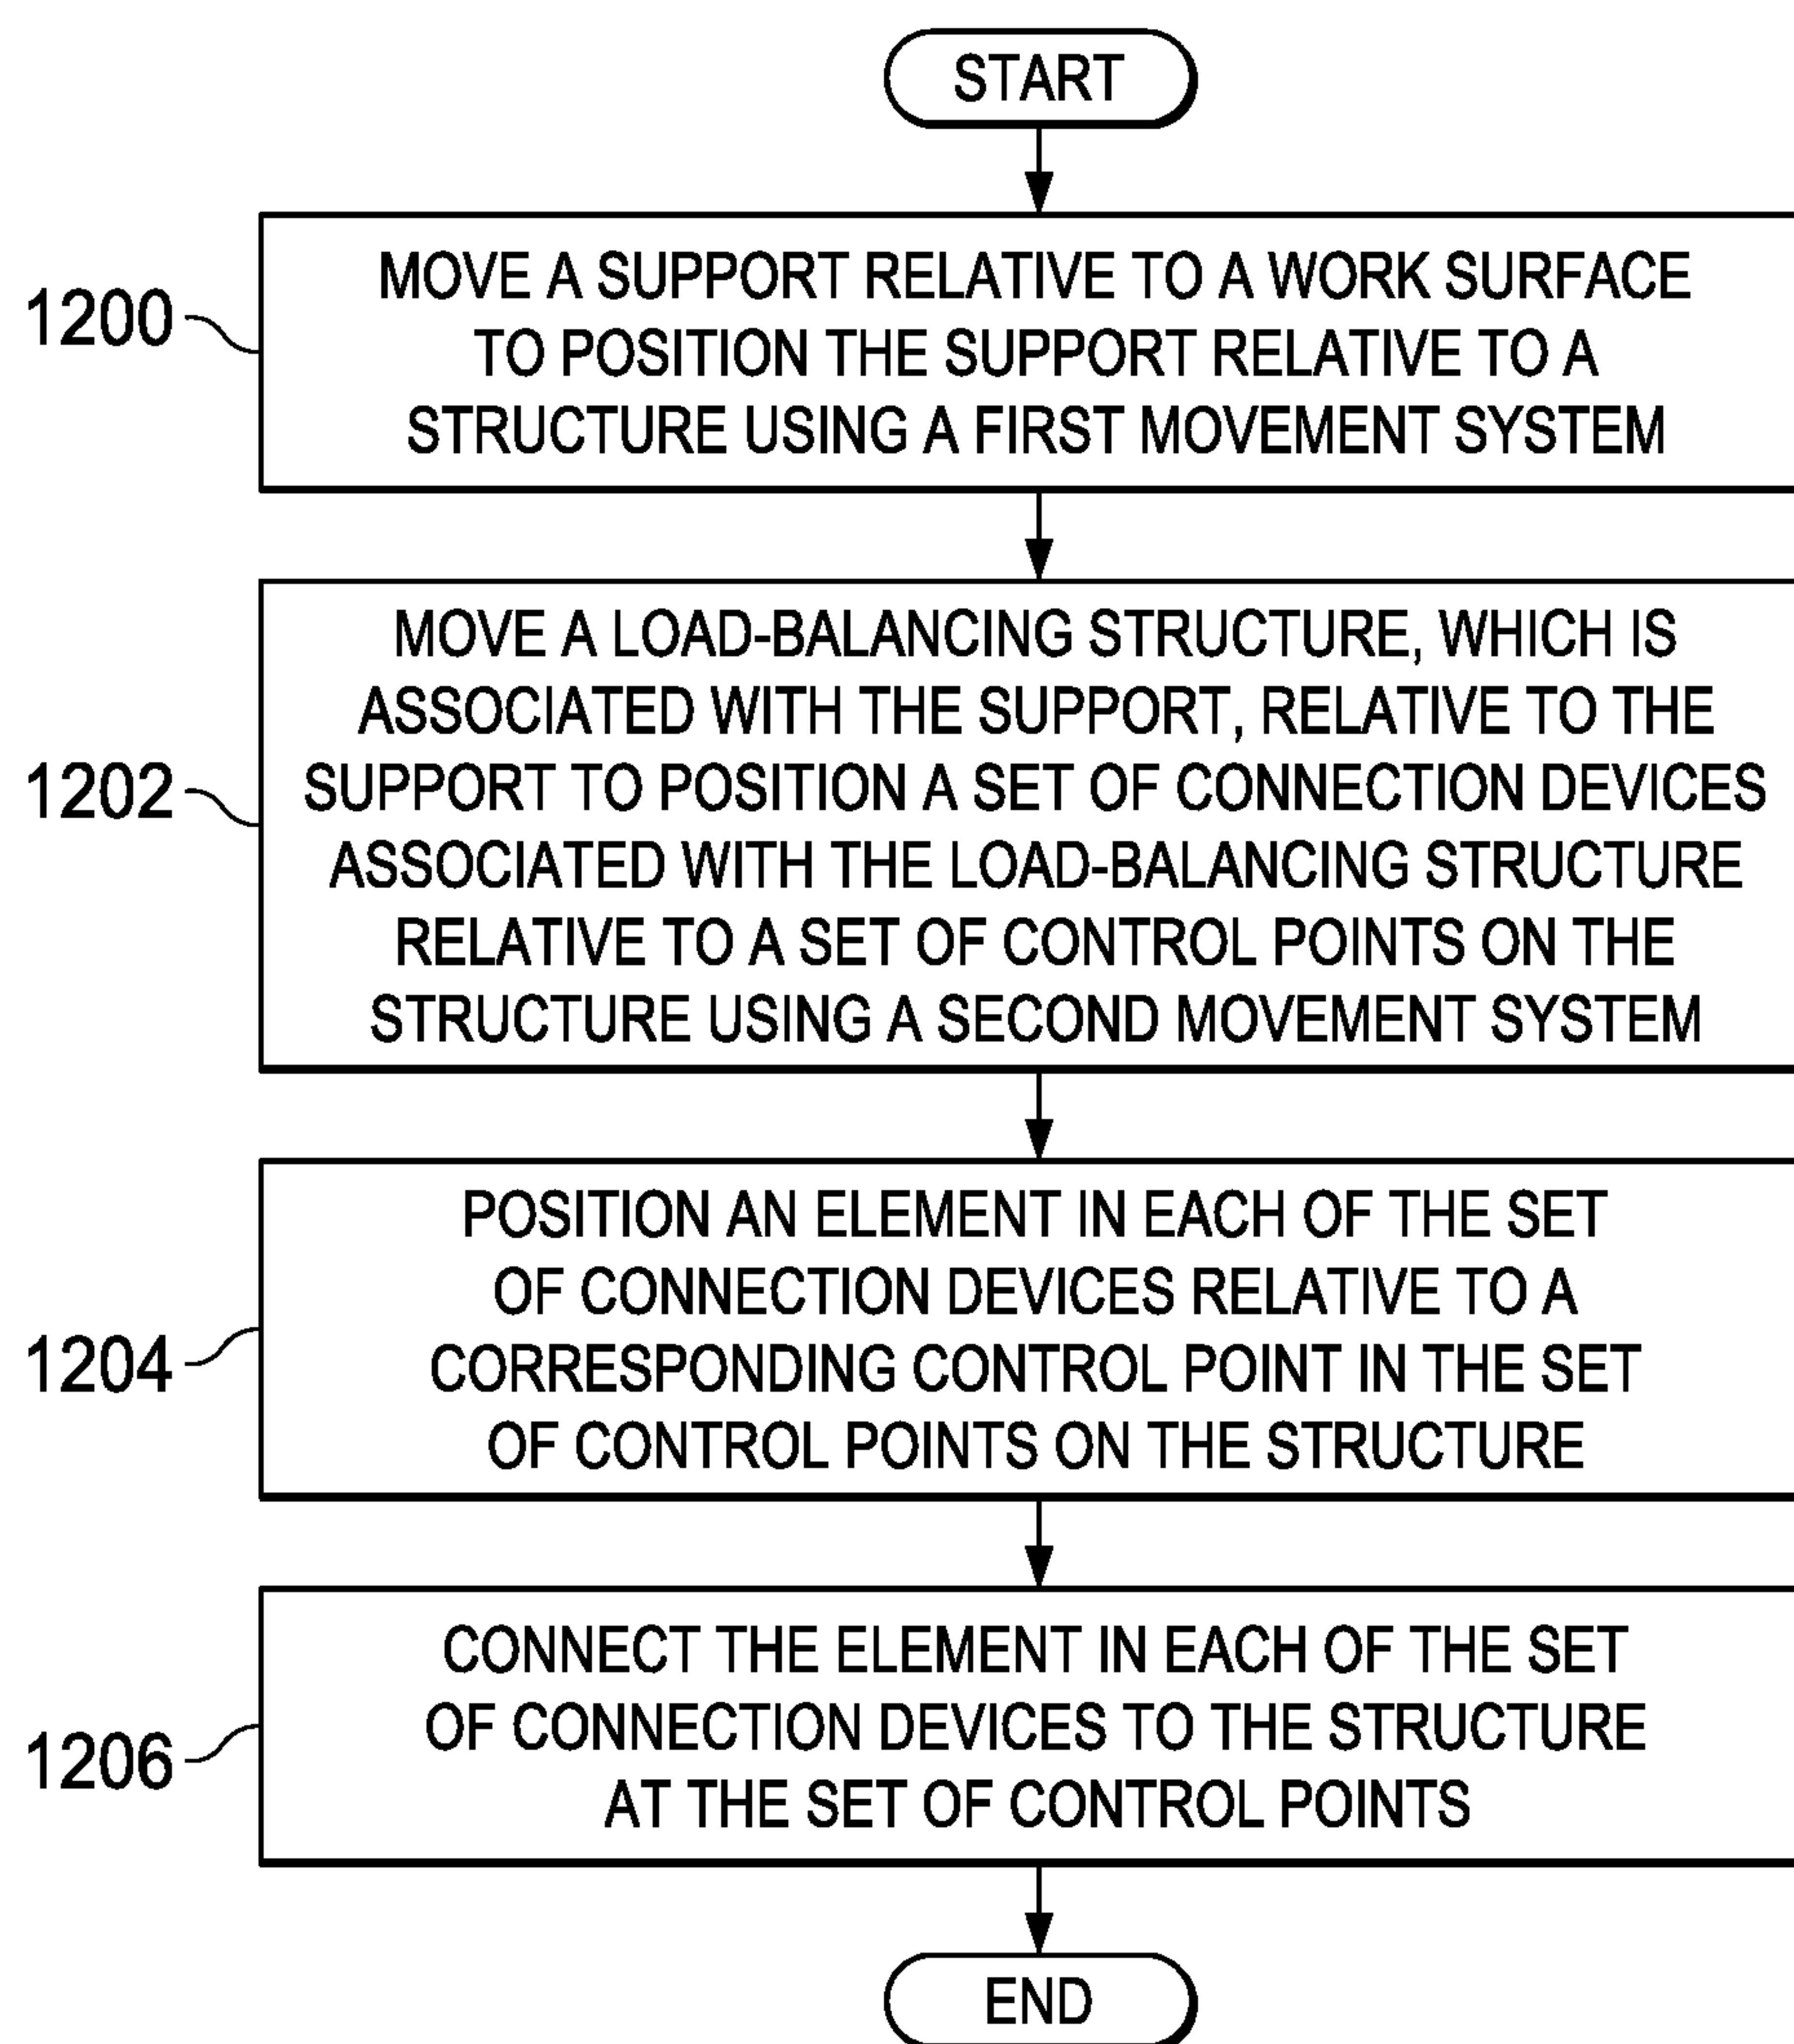 START
1200
MOVE A SUPPORT RELATIVE TO A WORK SURFACE
TO POSITION THE SUPPORT RELATIVE TO A
STRUCTURE USING A FIRST MOVEMENT SYSTEM
1202
MOVE A LOAD-BALANCING STRUCTURE, WHICH IS
ASSOCIATED WITH THE SUPPORT, RELATIVE TO THE
SUPPORT TO POSITION A SET OF CONNECTION DEVICES
ASSOCIATED WITH THE LOAD-BALANCING STRUCTURE
RELATIVE TO A SET OF CONTROL POINTS ON THE
STRUCTURE USING A SECOND MOVEMENT SYSTEM
1204
POSITION AN ELEMENT IN EACH OF THE SET
OF CONNECTION DEVICES RELATIVE TO A
CORRESPONDING CONTROL POINT IN THE SET
OF CONTROL POINTS ON THE STRUCTURE
1206
CONNECT THE ELEMENT IN EACH OF THE SET
OF CONNECTION DEVICES TO THE STRUCTURE
AT THE SET OF CONTROL POINTS
END